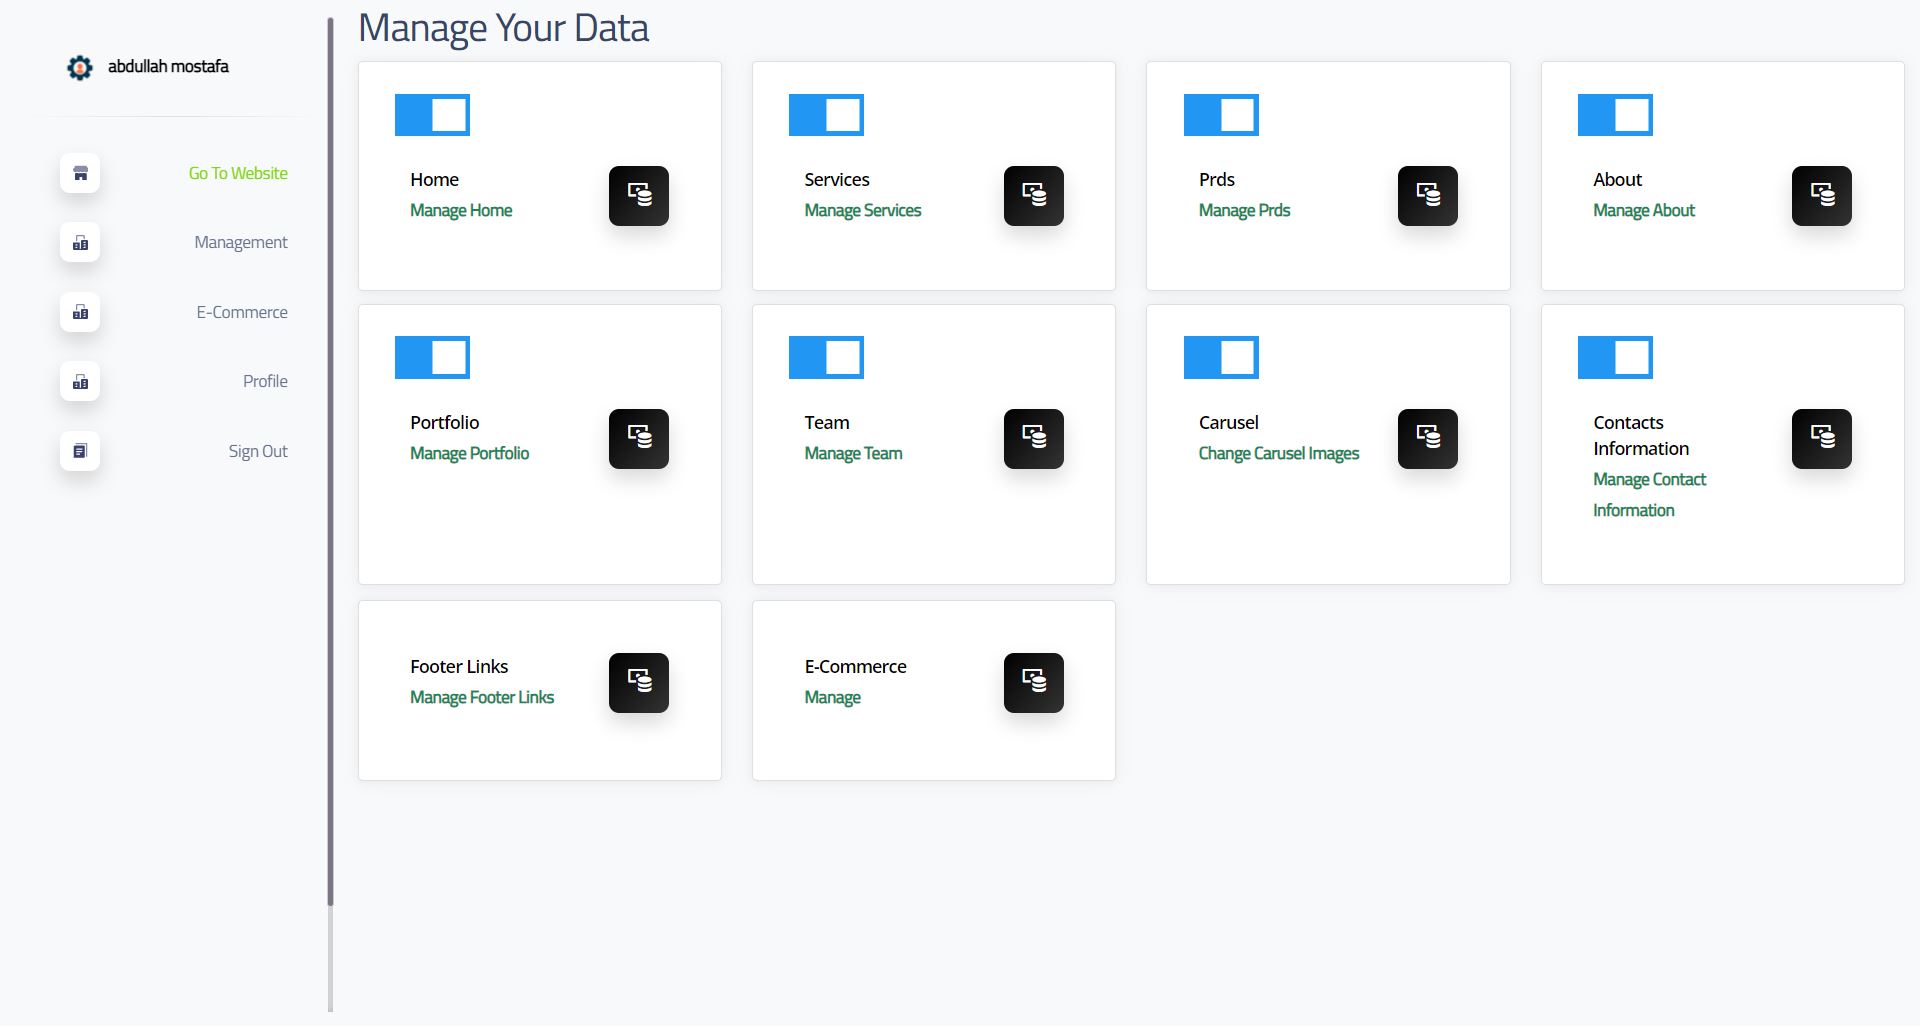 Manage Your Data
abdullah mostafa
Go To Website
Management
E-Commerce
Profile
Sign Out
Home
Manage Home
Services
Manage Services
Prds
Manage Prds
About
Manage About
Portfolio
Manage Portfolio
Team
Manage Team
Carusel
Change Carusel Images
Contacts
Information
Manage Contact
Information
Footer Links
Manage Footer Links
E-Commerce
Manage